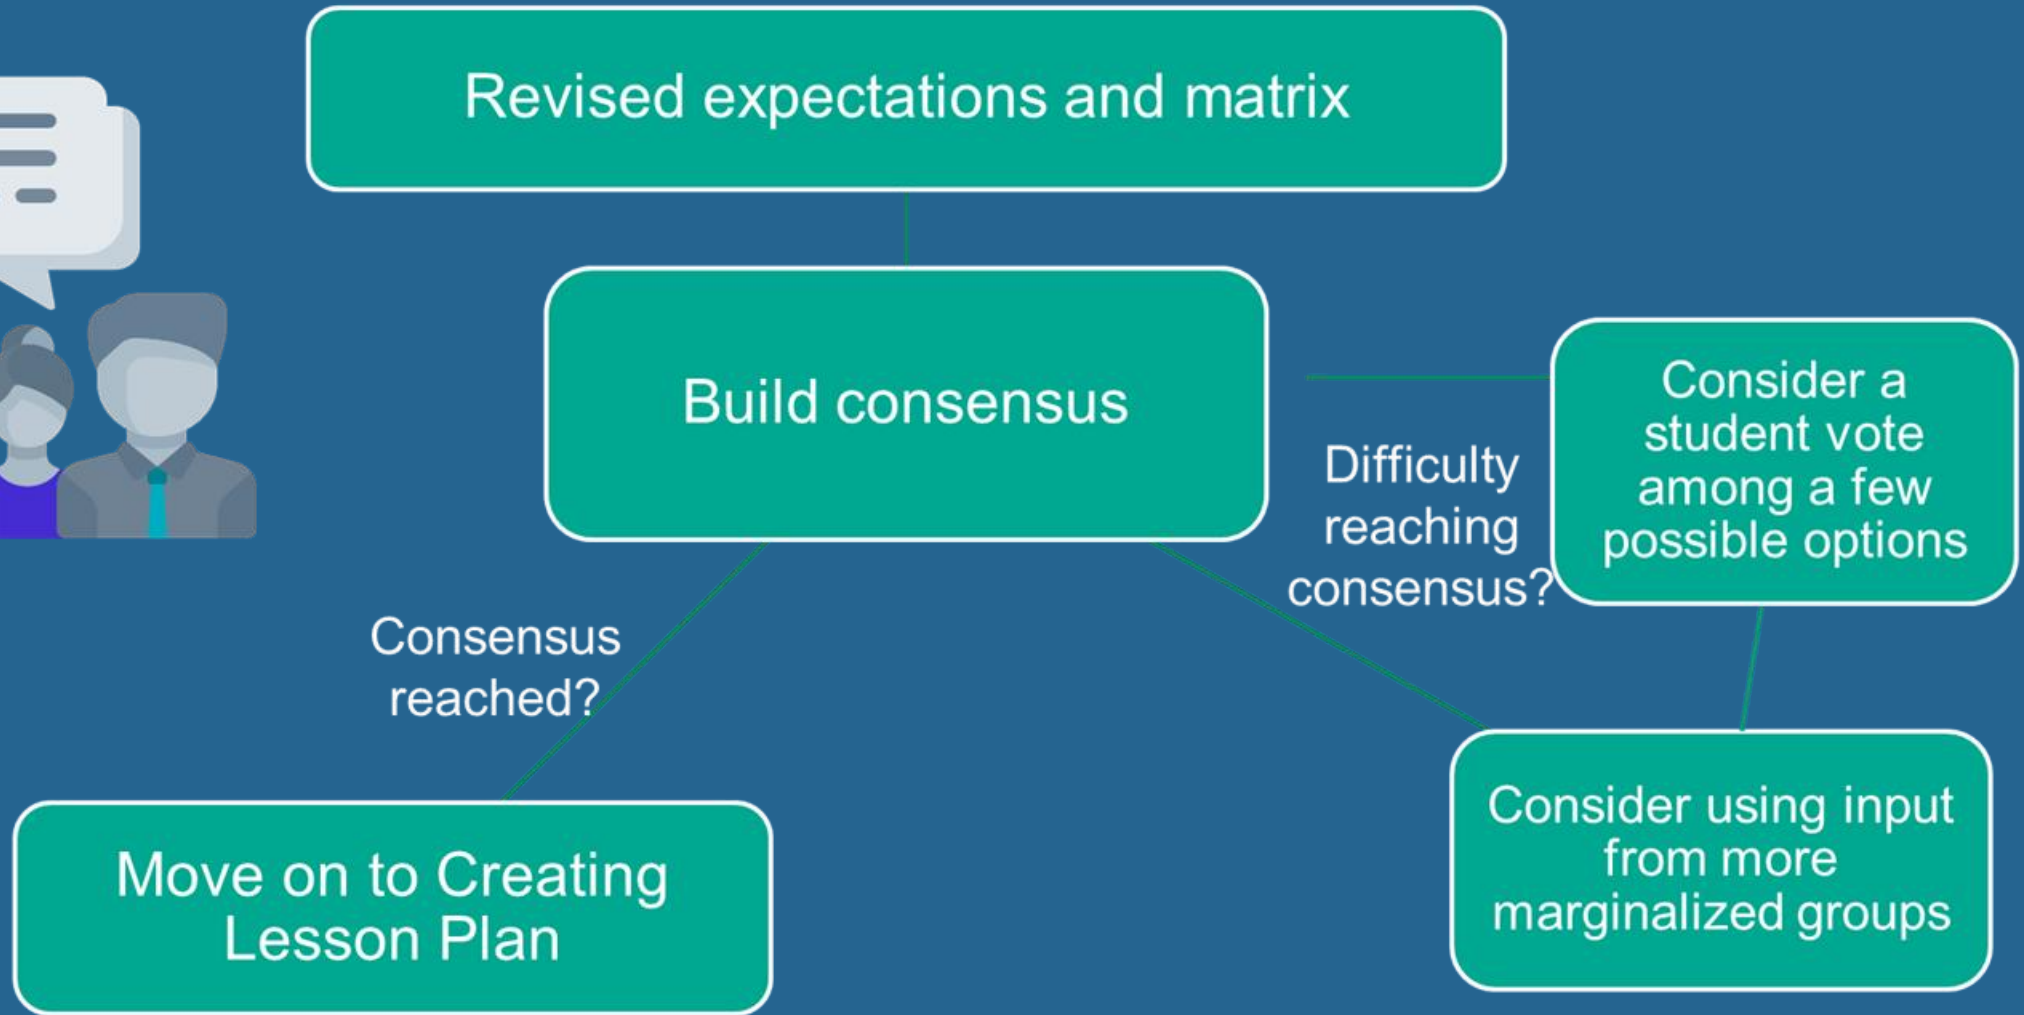 Revised expectations and matrix
Build consensus
Consider a
student vote
among a few
possible options
Difficulty
reaching
consensus?
Consensus
reached?
Move on to Creating
Lesson Plan
Consider using input
from more
marginalized groups